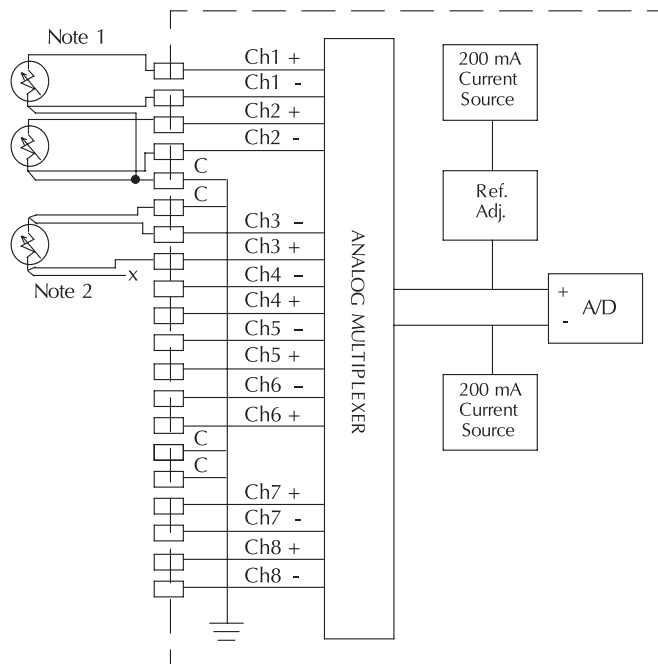 Note 1
Ch1 +
Ch1 -
Ch2 +
Ch2 -
C
C
Ch3 –
Ch3 +
Note 2
x
Ch4 –
Ch4 +
Ch5 –
Ch5 +
Ch6 –
Ch6 +
C
C
Ch7 +
Ch7 -
Ch8 +
Ch8 -
ANALOG MULTIPLEXER
200 mA
Current
Source
Ref.
Adj.
+
-
A/D
200 mA
Current
Source